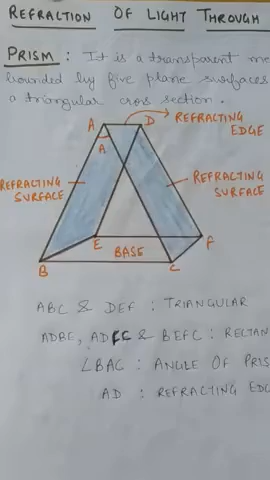 REFRACTION OF LIGHT THROUGH
PRISM : It is a transparent me
bounded by five plane surfaces
a triangular cross section.
A
D
REFRACTING EDGE
A
REFRACTING SURFACE
REFRACTING SURFACE
E
F
BASE
B
C
ABC & DEF : TRIANGULAR
ADBE, ADFC & BEFC : RECTAN
∠BAC : ANGLE OF PRIS
AD : REFRACTING EDG